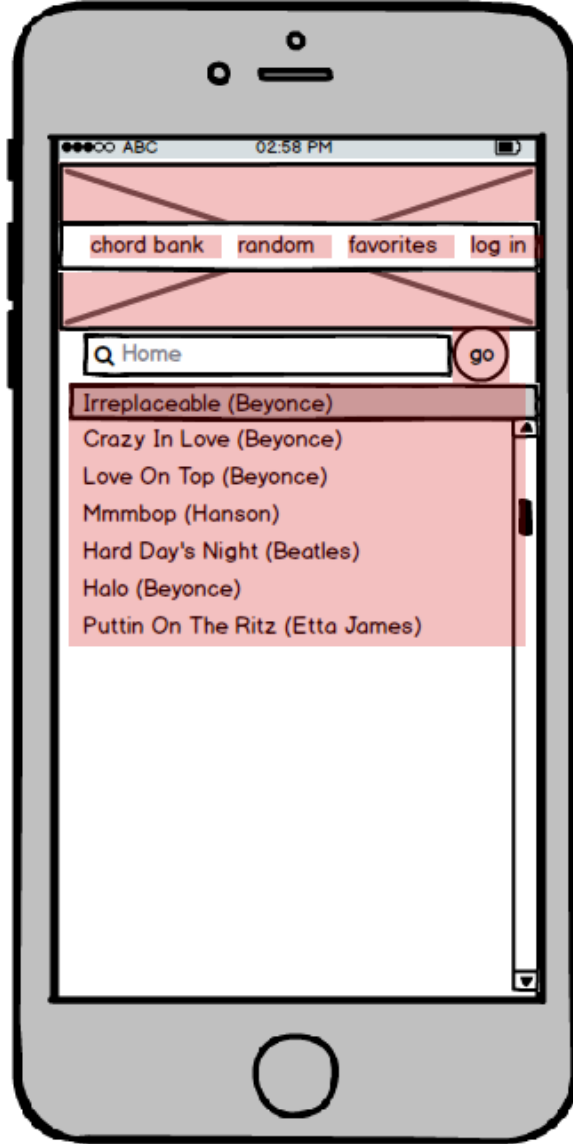 ABC 02:58 PM
chord bank random favorites log in
Home go
Irreplaceable (Beyonce)
Crazy In Love (Beyonce)
Love On Top (Beyonce)
Mmmbop (Hanson)
Hard Day's Night (Beatles)
Halo (Beyonce)
Puttin On The Ritz (Etta James)